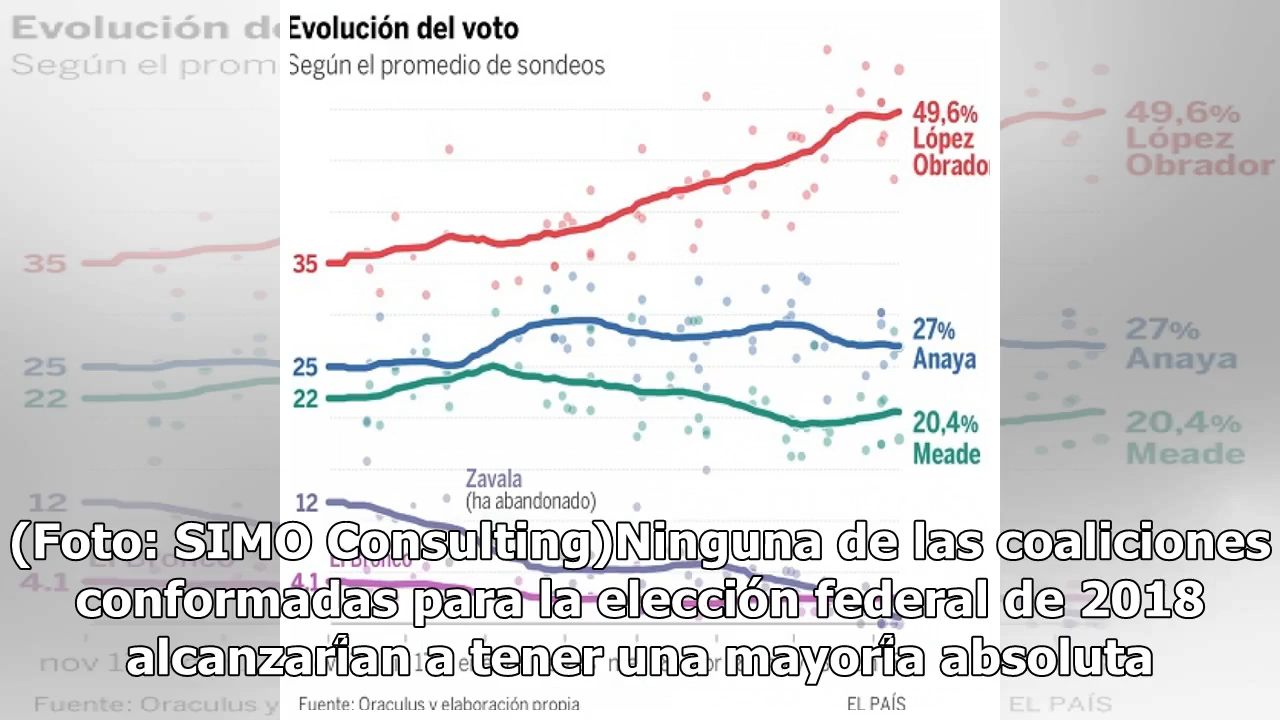 Evolución del voto
Según el promedio de sondeos
49,6%
López
Obrador
35
27%
Anaya
25
22
20,4%
Meade
Zavala
(ha abandonado)
12
El Bronco
4.1
(Foto: SIMO Consulting)Ninguna de las coaliciones
conformadas para la elección federal de 2018
alcanzarían a tener una mayoría absoluta
Fuente: Oraculus y elaboración propia
EL PAÍS